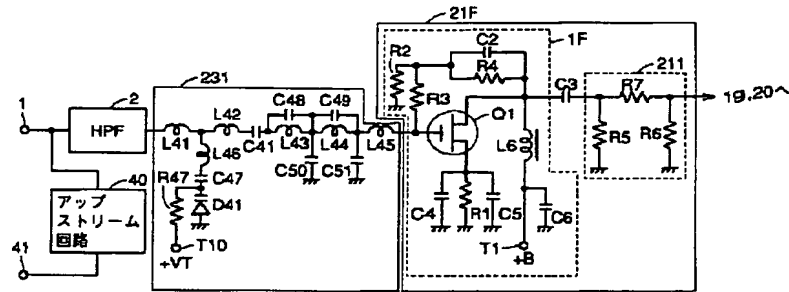 21F
1F
231
C2
R2
R4
211
R3
C3
R7
19,20へ
1
2
HPF
L41
L42
C48
C49
C41
L43
L44
L45
Q1
L6
R5
R6
L46
C47
C50
C51
R47
D41
40
アップ
ストリーム
回路
41
T10
+VT
C4
R1
C5
C6
T1
+B